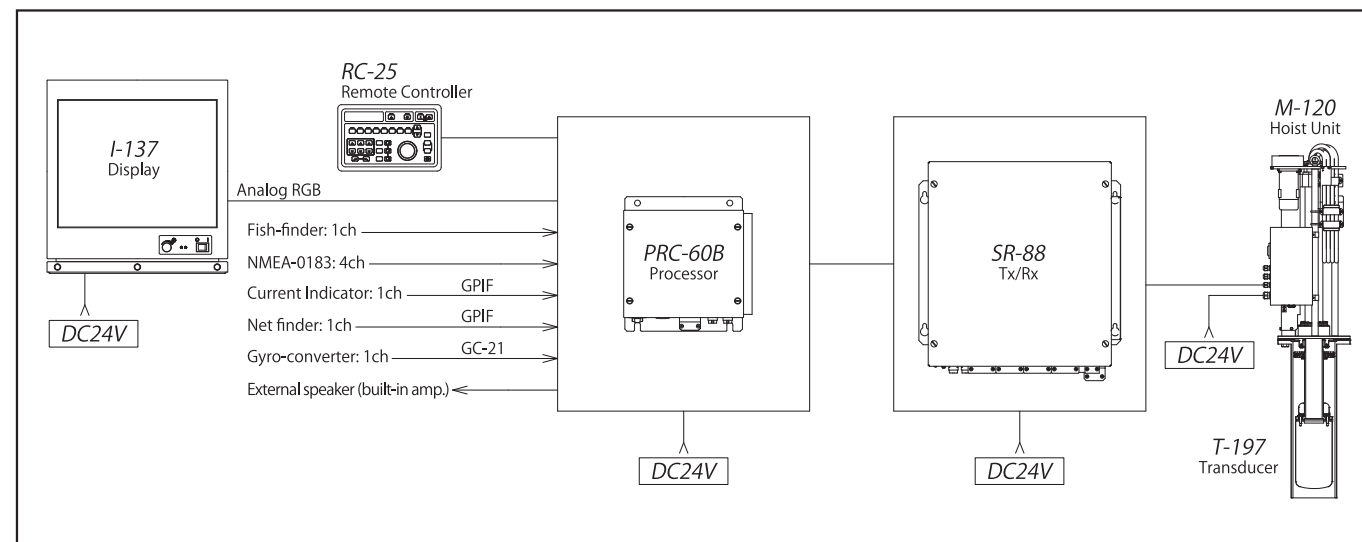 RC-25
Remote Controller
I-137
Display
Analog RGB
Fish-finder: 1ch
NMEA-0183: 4ch
Current Indicator: 1ch GPIF
Net finder: 1ch GPIF
Gyro-converter: 1ch GC-21
External speaker (built-in amp.)
DC24V
PRC-60B
Processor
DC24V
SR-88
Tx/Rx
DC24V
M-120
Hoist Unit
DC24V
T-197
Transducer